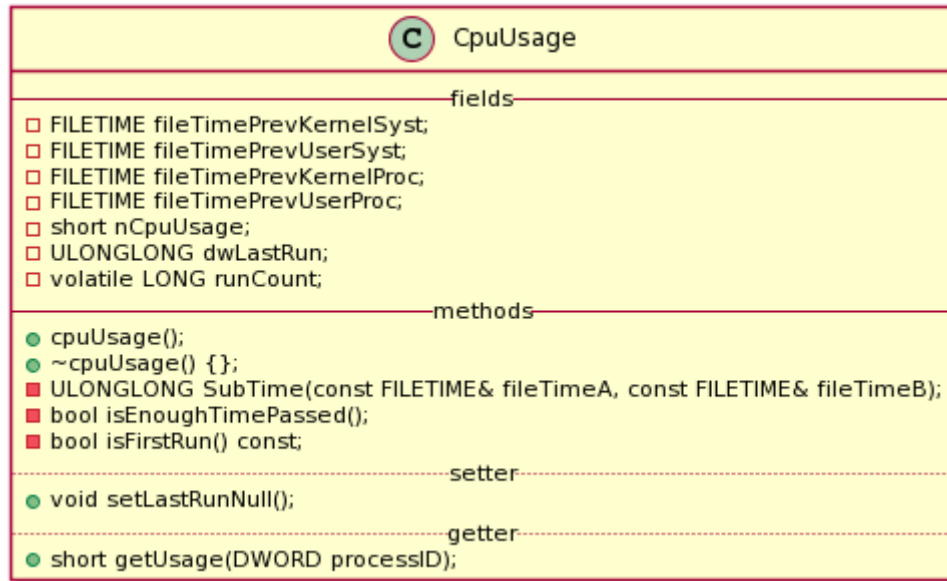 C CpuUsage
fields
FILETIME fileTimePrevKernelSyst;
FILETIME fileTimePrevUserSyst;
FILETIME fileTimePrevKernelProc;
FILETIME fileTimePrevUserProc;
short nCpuUsage;
ULONGLONG dwLastRun;
volatile LONG runCount;
methods
cpuUsage();
~cpuUsage() {};
ULONGLONG SubTime(const FILETIME& fileTimeA, const FILETIME& fileTimeB);
bool isEnoughTimePassed();
bool isFirstRun() const;
setter
void setLastRunNull();
getter
short getUsage(DWORD processID);